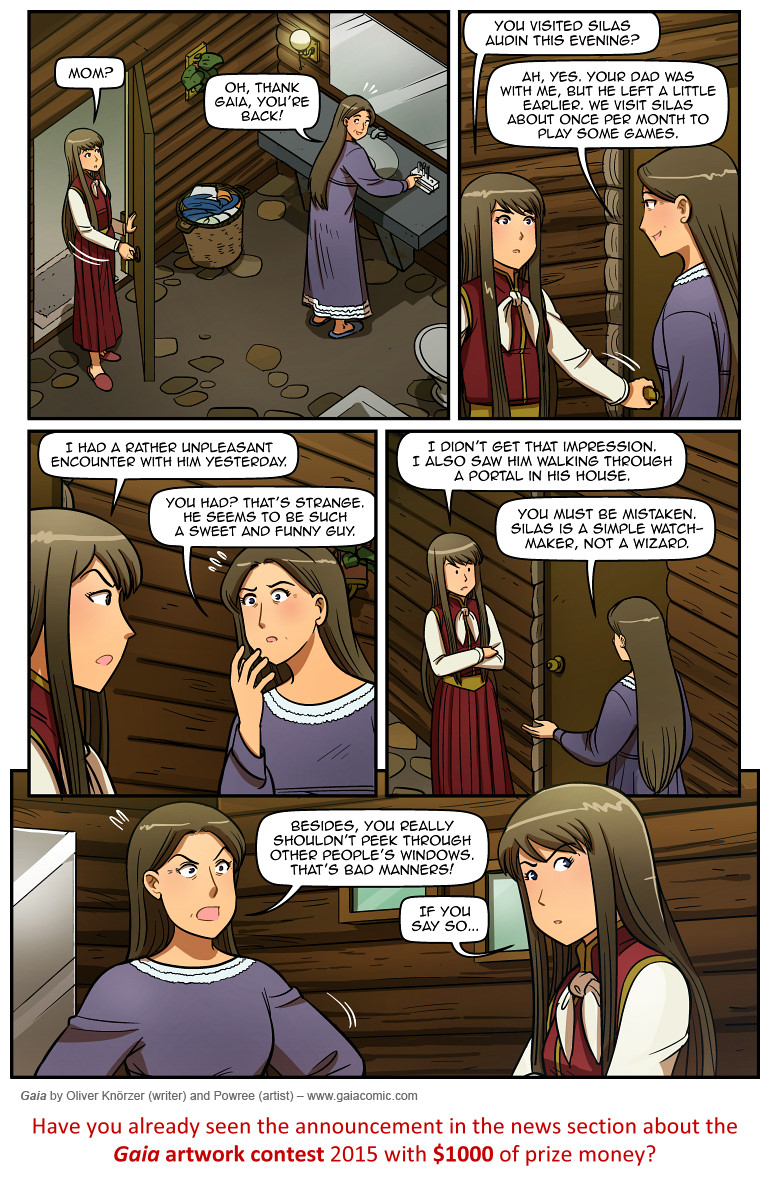 MOM?
OH, THANK
GAIA, YOU'RE
BACK!
YOU VISITED SILAS
AUDIN THIS EVENING?
AH, YES. YOUR DAD WAS
WITH ME, BUT HE LEFT A LITTLE
EARLIER. WE VISIT SILAS
ABOUT ONCE PER MONTH TO
PLAY SOME GAMES.
I HAD A RATHER UNPLEASANT
ENCOUNTER WITH HIM YESTERDAY.
YOU HAD? THAT'S STRANGE.
HE SEEMS TO BE SUCH
A SWEET AND FUNNY GUY.
I DIDN'T GET THAT IMPRESSION.
I ALSO SAW HIM WALKING THROUGH
A PORTAL IN HIS HOUSE.
YOU MUST BE MISTAKEN.
SILAS IS A SIMPLE WATCH-
MAKER, NOT A WIZARD.
BESIDES, YOU REALLY
SHOULDN'T PEEK THROUGH
OTHER PEOPLE'S WINDOWS.
THAT'S BAD MANNERS!
IF YOU
SAY SO...
Gaia by Oliver Knörzer (writer) and Powree (artist) – www.gaiacomic.com
Have you already seen the announcement in the news section about the
Gaia artwork contest 2015 with $1000 of prize money?